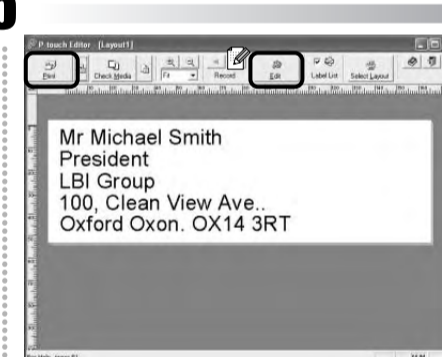 P-touch Editor - [Layout1]
Print Check Media Fit Record Edit Label List Select Layout
Mr Michael Smith
President
LBI Group
100, Clean View Ave..
Oxford Oxon. OX14 3RT